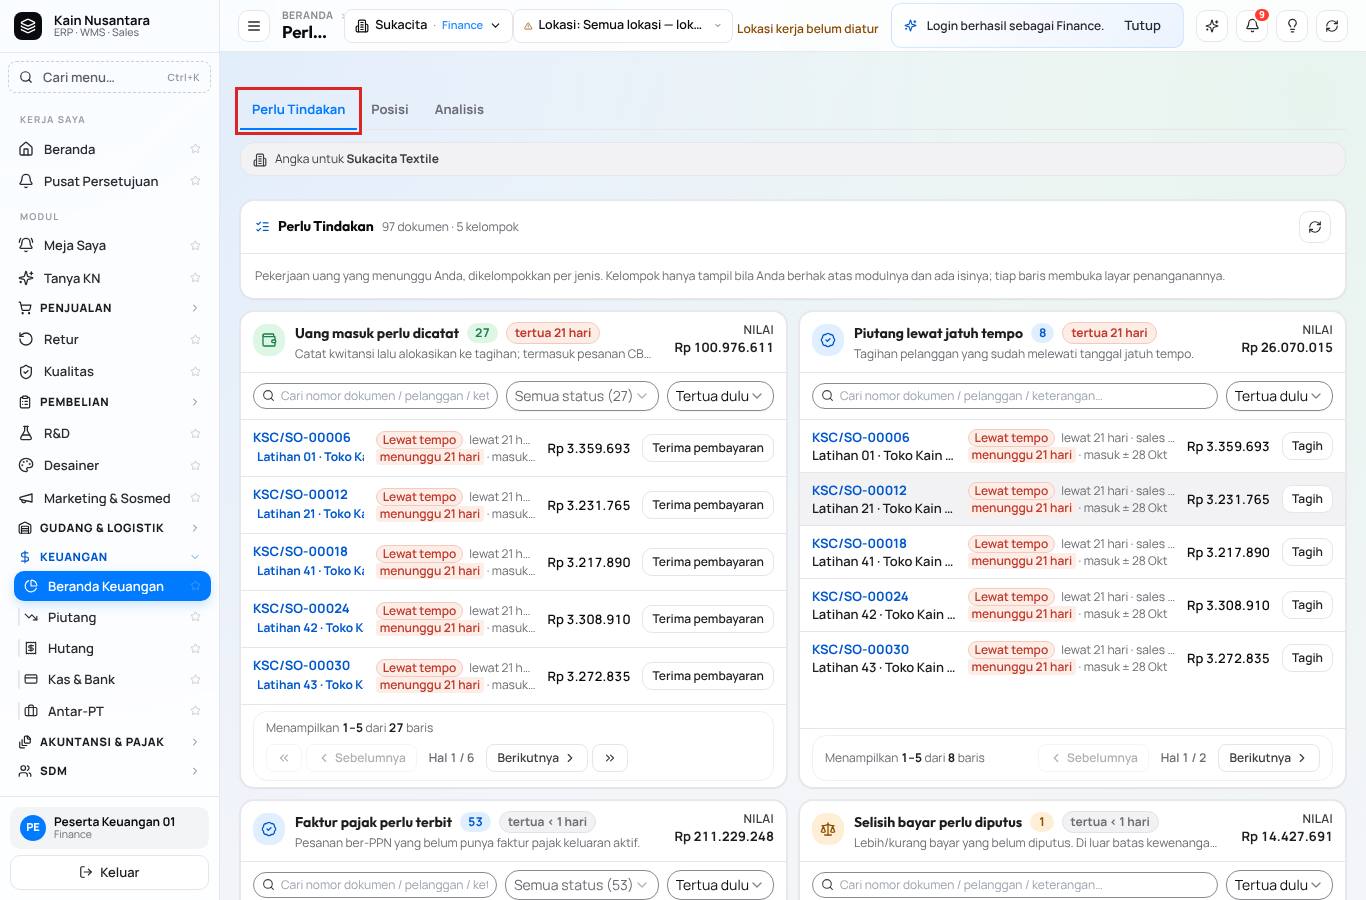 Kain Nusantara
ERP · WMS · Sales
Cari menu... Ctrl+K
KERJA SAYA
Beranda
Pusat Persetujuan
MODUL
Meja Saya
Tanya KN
PENJUALAN
Retur
Kualitas
PEMBELIAN
R&D
Desainer
Marketing & Sosmed
GUDANG & LOGISTIK
KEUANGAN
Beranda Keuangan
Piutang
Hutang
Kas & Bank
Antar-PT
AKUNTANSI & PAJAK
SDM
PE
Peserta Keuangan 01
Finance
Keluar
BERANDA
Perl...
Sukacita · Finance
Lokasi: Semua lokasi — lok...
Lokasi kerja belum diatur
Login berhasil sebagai Finance. Tutup
9
Perlu Tindakan Posisi Analisis
Angka untuk Sukacita Textile
Perlu Tindakan 97 dokumen · 5 kelompok
Pekerjaan uang yang menunggu Anda, dikelompokkan per jenis. Kelompok hanya tampil bila Anda berhak atas modulnya dan ada isinya; tiap baris membuka layar penanganannya.
Uang masuk perlu dicatat 27 tertua 21 hari NILAI
Catat kwitansi lalu alokasikan ke tagihan; termasuk pesanan CB... Rp 100.976.611
Cari nomor dokumen / pelanggan / ket Semua status (27) Tertua dulu
KSC/SO-00006 Lewat tempo lewat 21 h... Rp 3.359.693 Terima pembayaran
Latihan 01 · Toko Ka menunggu 21 hari · masuk...
KSC/SO-00012 Lewat tempo lewat 21 h... Rp 3.231.765 Terima pembayaran
Latihan 21 · Toko Ka menunggu 21 hari · masuk...
KSC/SO-00018 Lewat tempo lewat 21 h... Rp 3.217.890 Terima pembayaran
Latihan 41 · Toko Ka menunggu 21 hari · masuk...
KSC/SO-00024 Lewat tempo lewat 21 h... Rp 3.308.910 Terima pembayaran
Latihan 42 · Toko K menunggu 21 hari · masuk...
KSC/SO-00030 Lewat tempo lewat 21 h... Rp 3.272.835 Terima pembayaran
Latihan 43 · Toko K menunggu 21 hari · masuk...
Menampilkan 1–5 dari 27 baris
« Sebelumnya Hal 1 / 6 Berikutnya »
Piutang lewat jatuh tempo 8 tertua 21 hari NILAI
Tagihan pelanggan yang sudah melewati tanggal jatuh tempo. Rp 26.070.015
Cari nomor dokumen / pelanggan / keterangan... Tertua dulu
KSC/SO-00006 Lewat tempo lewat 21 hari · sales ... Rp 3.359.693 Tagih
Latihan 01 · Toko Kain ... menunggu 21 hari · masuk ± 28 Okt
KSC/SO-00012 Lewat tempo lewat 21 hari · sales ... Rp 3.231.765 Tagih
Latihan 21 · Toko Kain ... menunggu 21 hari · masuk ± 28 Okt
KSC/SO-00018 Lewat tempo lewat 21 hari · sales ... Rp 3.217.890 Tagih
Latihan 41 · Toko Kain ... menunggu 21 hari · masuk ± 28 Okt
KSC/SO-00024 Lewat tempo lewat 21 hari · sales ... Rp 3.308.910 Tagih
Latihan 42 · Toko Kain ... menunggu 21 hari · masuk ± 28 Okt
KSC/SO-00030 Lewat tempo lewat 21 hari · sales ... Rp 3.272.835 Tagih
Latihan 43 · Toko Kain ... menunggu 21 hari · masuk ± 28 Okt
Menampilkan 1–5 dari 8 baris Sebelumnya Hal 1 / 2 Berikutnya
Faktur pajak perlu terbit 53 tertua < 1 hari NILAI
Pesanan ber-PPN yang belum punya faktur pajak keluaran aktif. Rp 211.229.248
Cari nomor dokumen / pelanggan / ket Semua status (53) Tertua dulu
Selisih bayar perlu diputus 1 tertua < 1 hari NILAI
Lebih/kurang bayar yang belum diputus. Di luar batas kewenanga... Rp 14.427.691
Cari nomor dokumen / pelanggan / keterangan... Tertua dulu